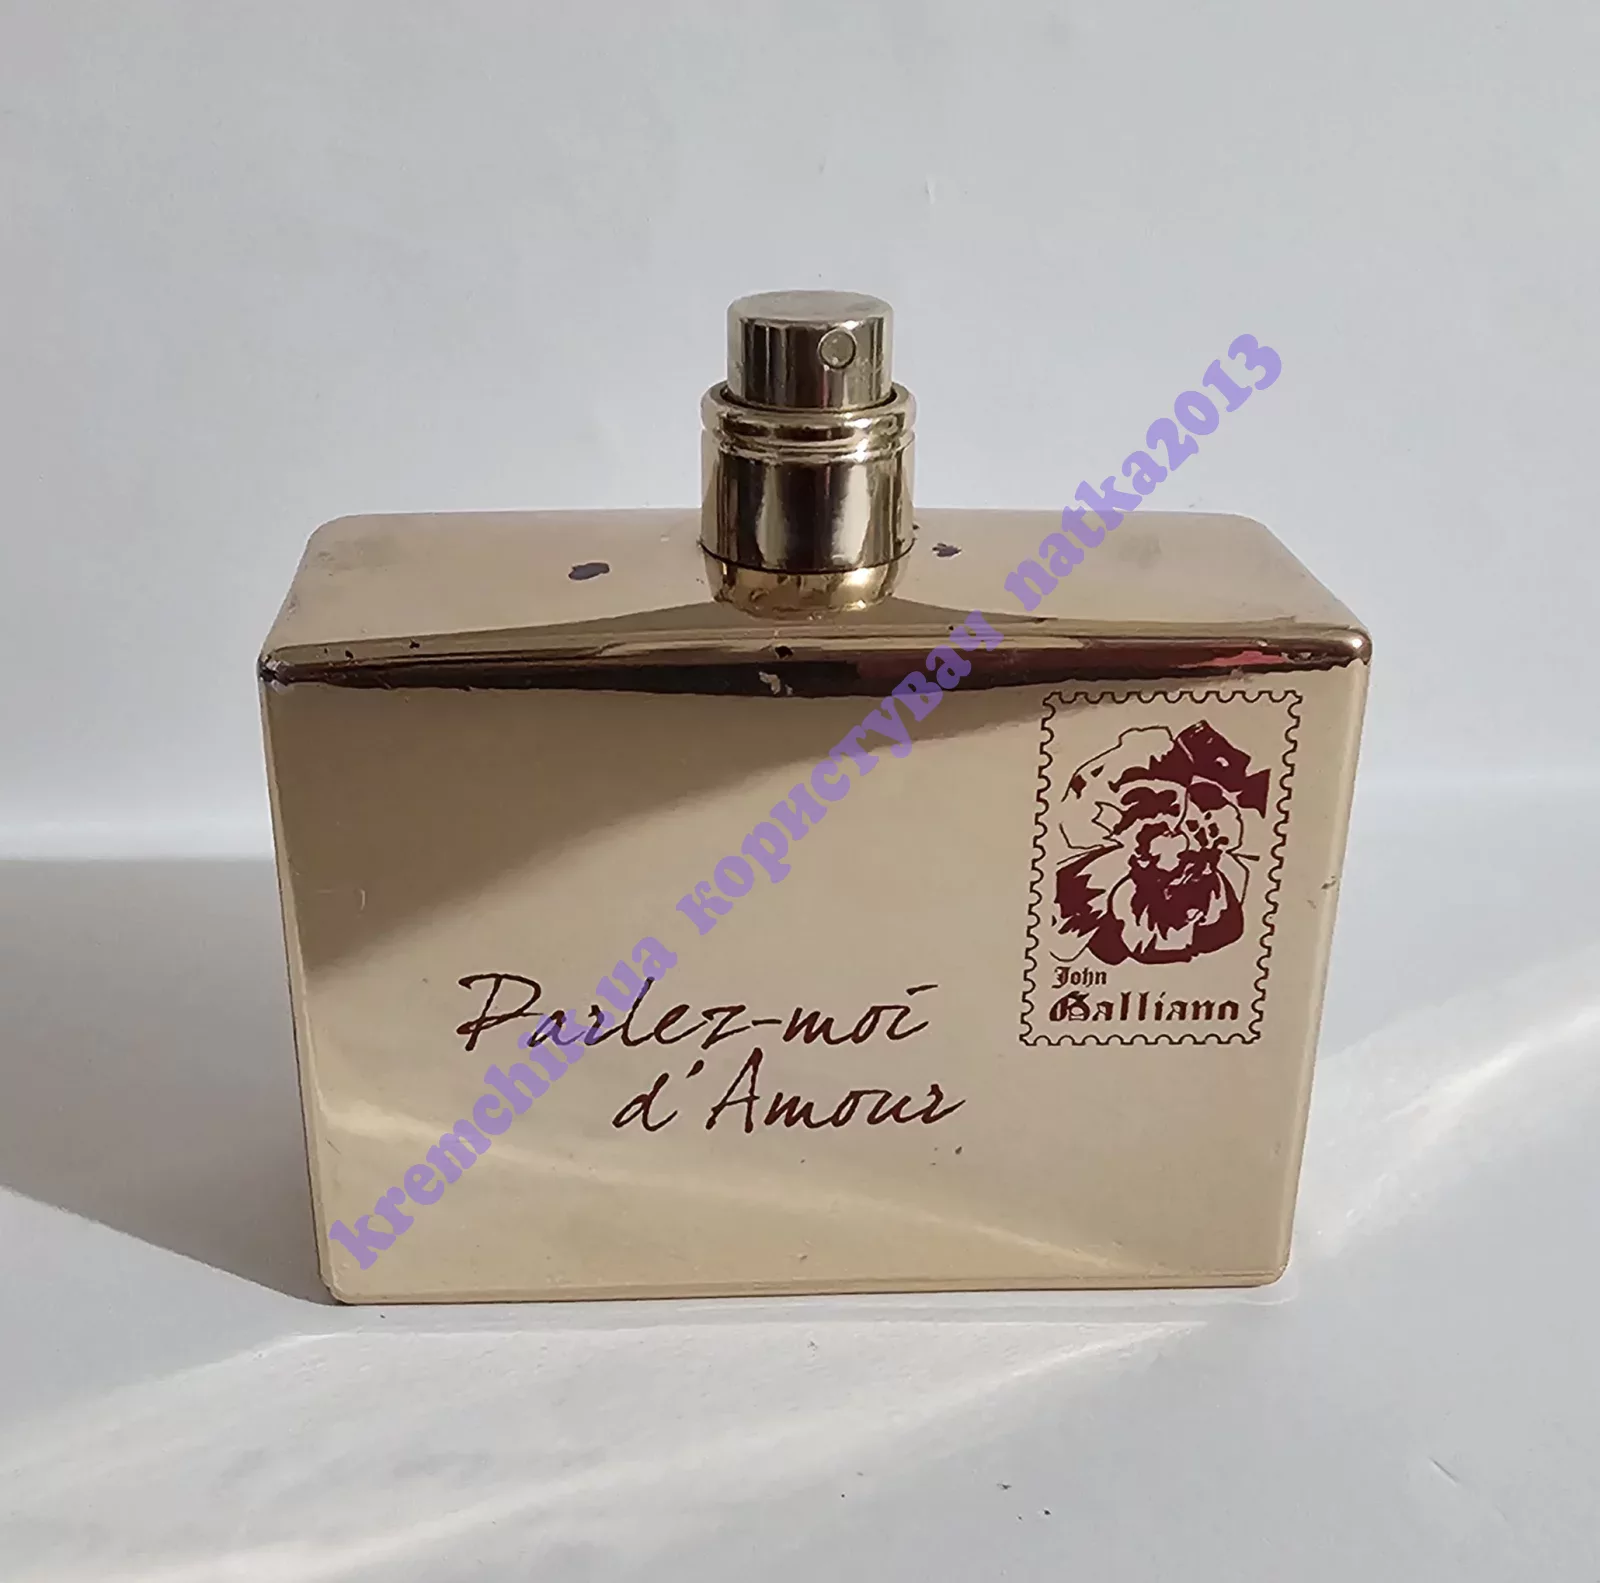 kremchik.ua користувач natka2013
John
Galliano
Parlez-moi
d'Amour